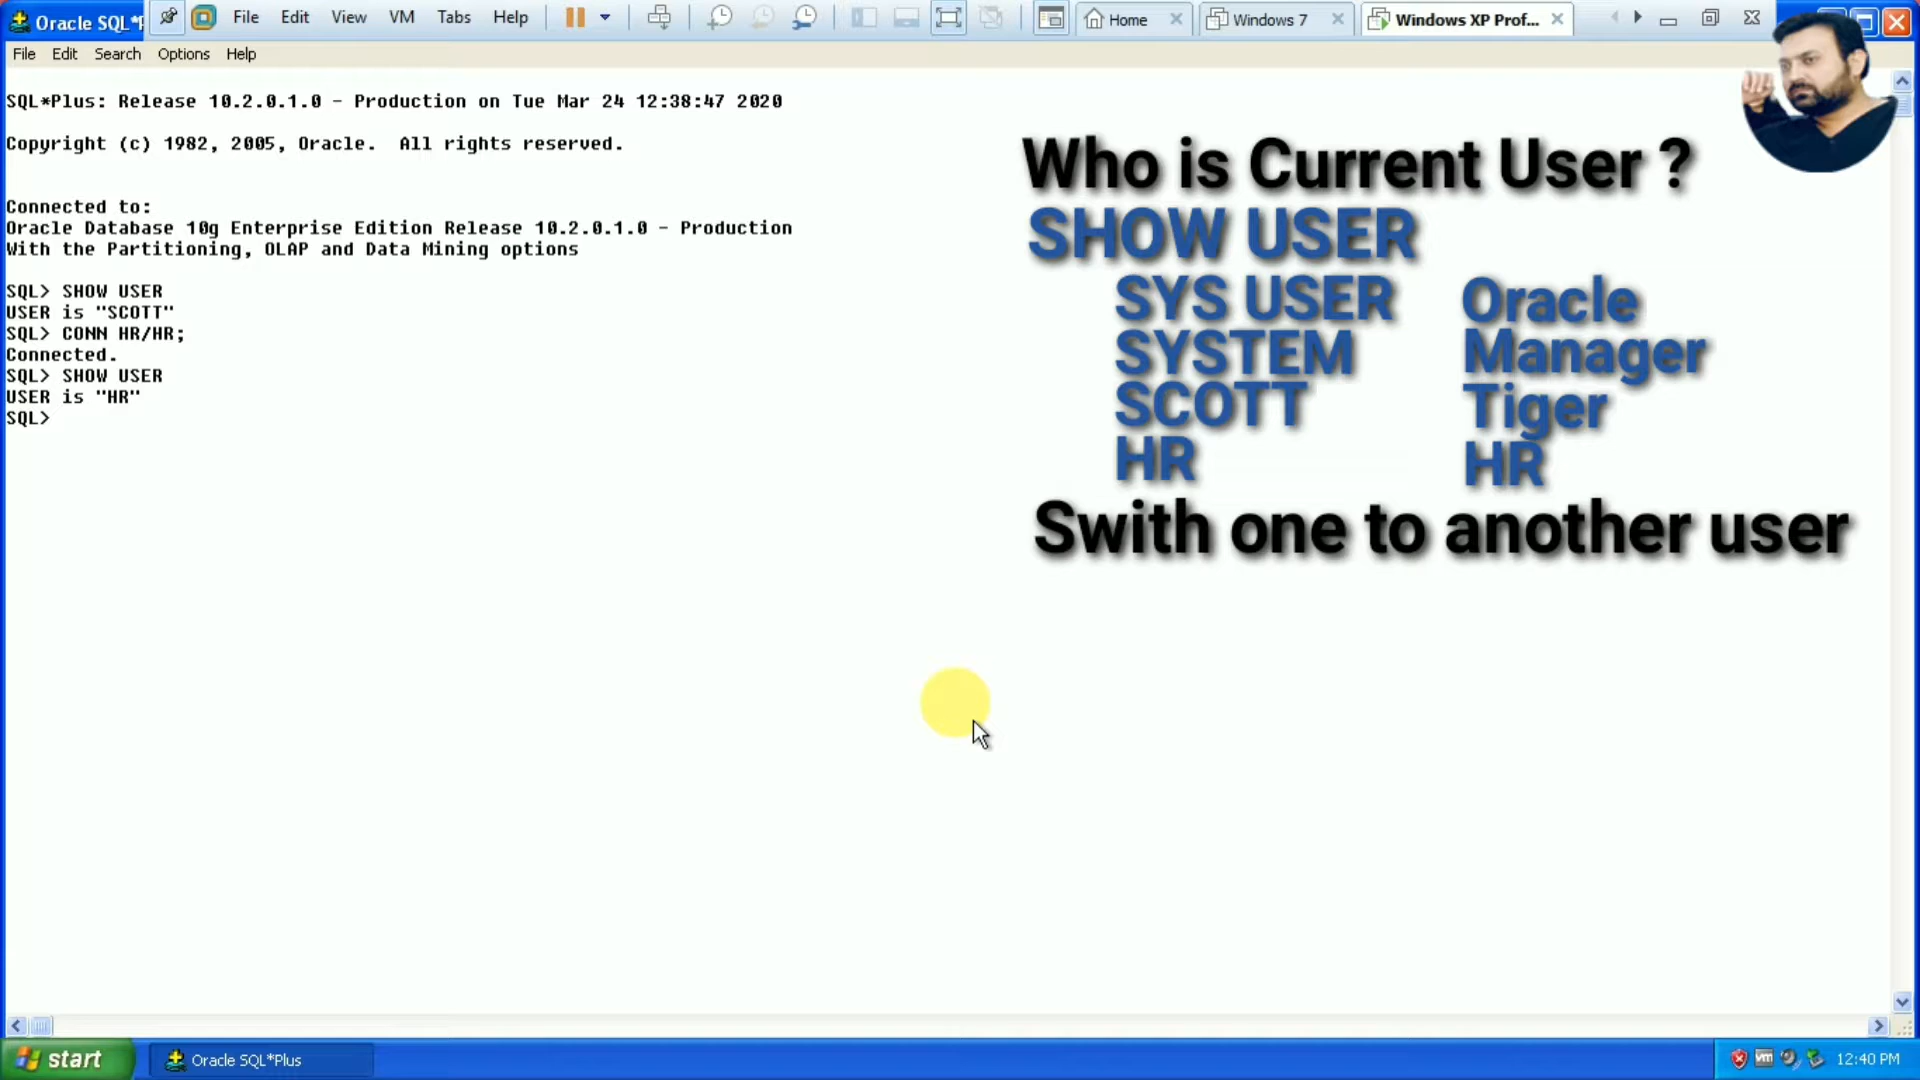 Oracle SQL*P
File Edit View VM Tabs Help
Home
Windows 7
Windows XP Prof...
File Edit Search Options Help
SQL*Plus: Release 10.2.0.1.0 - Production on Tue Mar 24 12:38:47 2020
Copyright (c) 1982, 2005, Oracle.  All rights reserved.
Connected to:
Oracle Database 10g Enterprise Edition Release 10.2.0.1.0 - Production
With the Partitioning, OLAP and Data Mining options
SQL> SHOW USER
USER is "SCOTT"
SQL> CONN HR/HR;
Connected.
SQL> SHOW USER
USER is "HR"
SQL>
Who is Current User ?
SHOW USER
SYS USER Oracle
SYSTEM Manager
SCOTT Tiger
HR HR
Swith one to another user
start
Oracle SQL*Plus
vm
12:40 PM